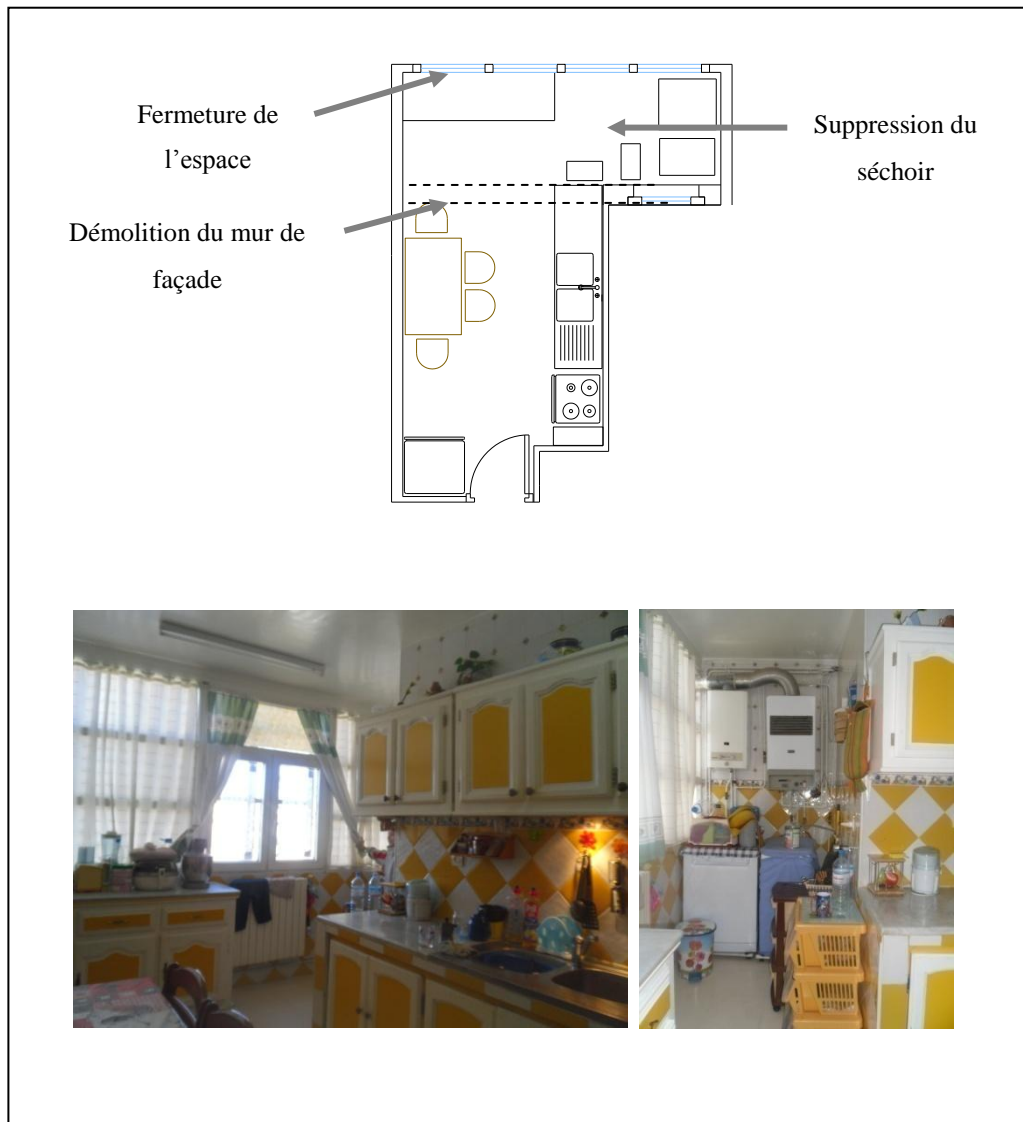 Fermeture de
l’espace
Suppression du
séchoir
Démolition du mur de
façade